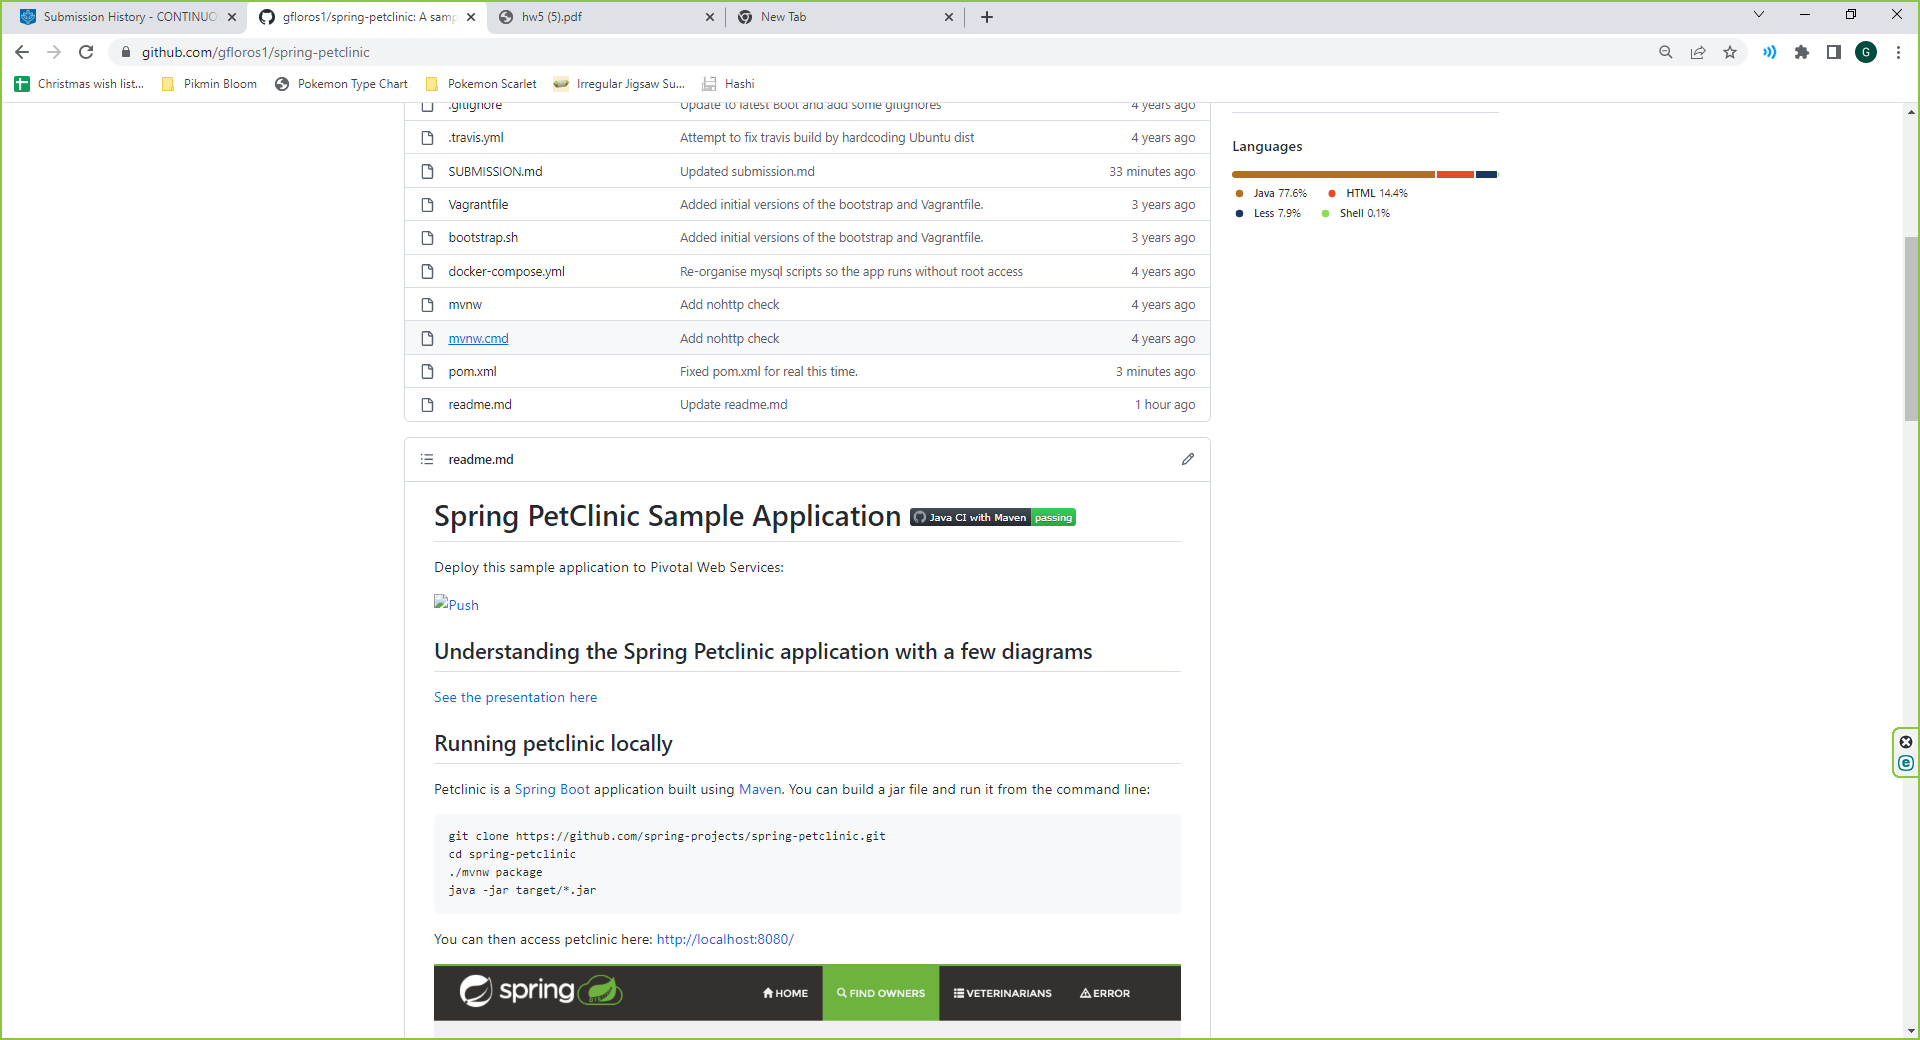 Submission History - CONTINUO
gfloros1/spring-petclinic: A samp
hw5 (5).pdf
New Tab
github.com/gfloros1/spring-petclinic
G
Christmas wish list...
Pikmin Bloom
Pokemon Type Chart
Pokemon Scarlet
Irregular Jigsaw Su...
Hashi
.gitignore Update to latest Boot and add some gitignores 4 years ago
.travis.yml Attempt to fix travis build by hardcoding Ubuntu dist 4 years ago
SUBMISSION.md Updated submission.md 33 minutes ago
Vagrantfile Added initial versions of the bootstrap and Vagrantfile. 3 years ago
bootstrap.sh Added initial versions of the bootstrap and Vagrantfile. 3 years ago
docker-compose.yml Re-organise mysql scripts so the app runs without root access 4 years ago
mvnw Add nohttp check 4 years ago
mvnw.cmd Add nohttp check 4 years ago
pom.xml Fixed pom.xml for real this time. 3 minutes ago
readme.md Update readme.md 1 hour ago
Languages
Java 77.6% HTML 14.4%
Less 7.9% Shell 0.1%
readme.md
Spring PetClinic Sample Application Java CI with Maven passing
Deploy this sample application to Pivotal Web Services:
Push
Understanding the Spring Petclinic application with a few diagrams
See the presentation here
Running petclinic locally
Petclinic is a Spring Boot application built using Maven. You can build a jar file and run it from the command line:
git clone https://github.com/spring-projects/spring-petclinic.git
cd spring-petclinic
./mvnw package
java -jar target/*.jar
You can then access petclinic here: http://localhost:8080/
spring HOME FIND OWNERS VETERINARIANS ERROR